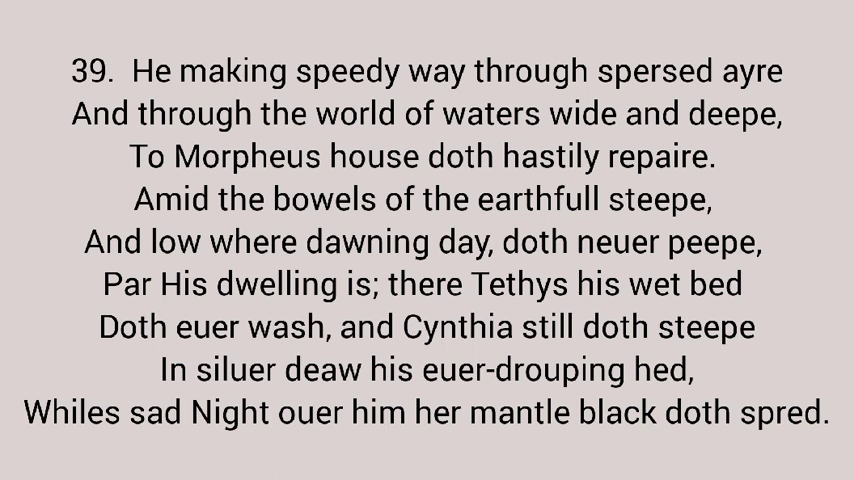 39. He making speedy way through spersed ayre
And through the world of waters wide and deepe,
To Morpheus house doth hastily repaire.
Amid the bowels of the earthfull steepe,
And low where dawning day, doth neuer peepe,
Par His dwelling is; there Tethys his wet bed
Doth euer wash, and Cynthia still doth steepe
In siluer deaw his euer-drouping hed,
Whiles sad Night ouer him her mantle black doth spred.